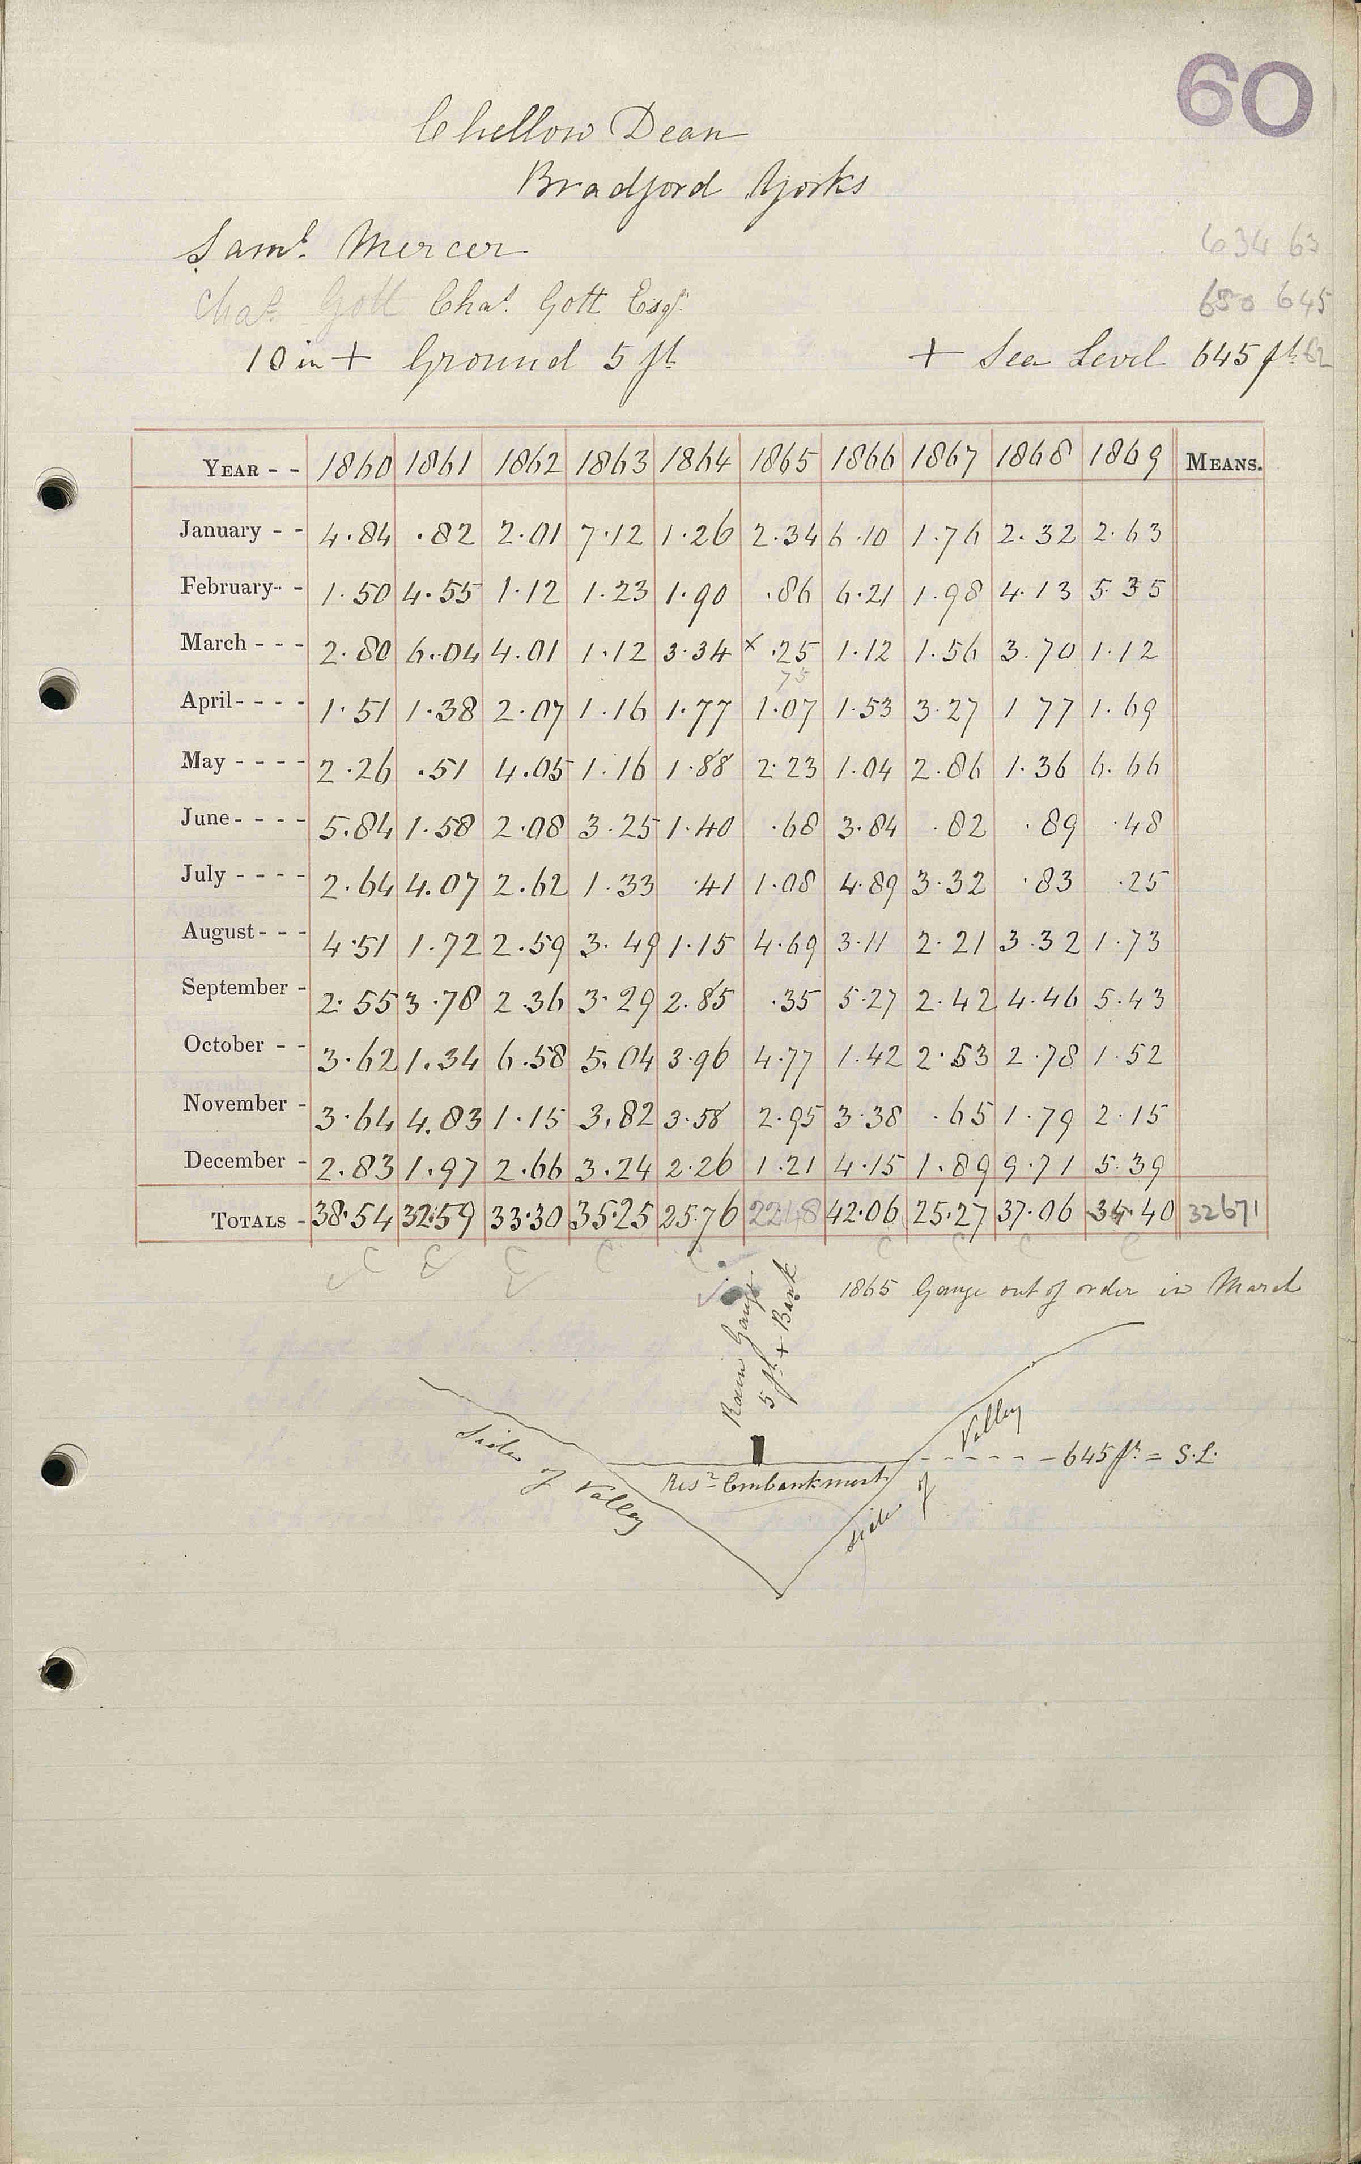 60
Chellow Dean
Bradford Yorks
Saml. Mercer
634 63
Chas. Gott Chas. Gott Esqr.
650 645
10 in + Ground 5 ft + Sea Level 645 ft.
YEAR - - 1860 1861 1862 1863 1864 1865 1866 1867 1868 1869 MEANS.
January - - 4.84 .82 2.01 7.12 1.26 2.34 6.10 1.76 2.32 2.63
February- - 1.50 4.55 1.12 1.23 1.90 .86 6.21 1.98 4.13 5.35
March - - - 2.80 6.04 4.01 1.12 3.34 x .25 1.12 1.56 3.70 1.12
75
April- - - - 1.51 1.38 2.07 1.16 1.77 1.07 1.53 3.27 1 77 1.69
May - - - - 2.26 .51 4.05 1.16 1.88 2.23 1.04 2.86 1.36 6.66
June- - - - 5.84 1.58 2.08 3.25 1.40 .68 3.84 .82 .89 .48
July - - - - 2.64 4.07 2.62 1.33 .41 1.08 4.89 3.32 .83 .25
August- - - 4.51 1.72 2.59 3.49 1.15 4.69 3.11 2.21 3.32 1.73
September - 2.55 3.78 2.36 3.29 2.85 .35 5.27 2.42 4.46 5.43
October - - 3.62 1.34 6.58 5.04 3.96 4.77 1.42 2.53 2.78 1.52
November - 3.64 4.83 1.15 3.82 3.58 2.95 3.38 .65 1.79 2.15
December - 2.83 1.97 2.66 3.24 2.26 1.21 4.15 1.89 9.71 5.39
TOTALS - 38.54 32.59 33.30 35.25 25.76 22.48 42.06 25.27 37.06 34.40 32671
C C C C C C C C C
1865 Gauge out of order in March
Rain Gauge
5 ft + Bank
Side of Valley
Resr. Embankment
Side of Valley
645 ft = S.L.